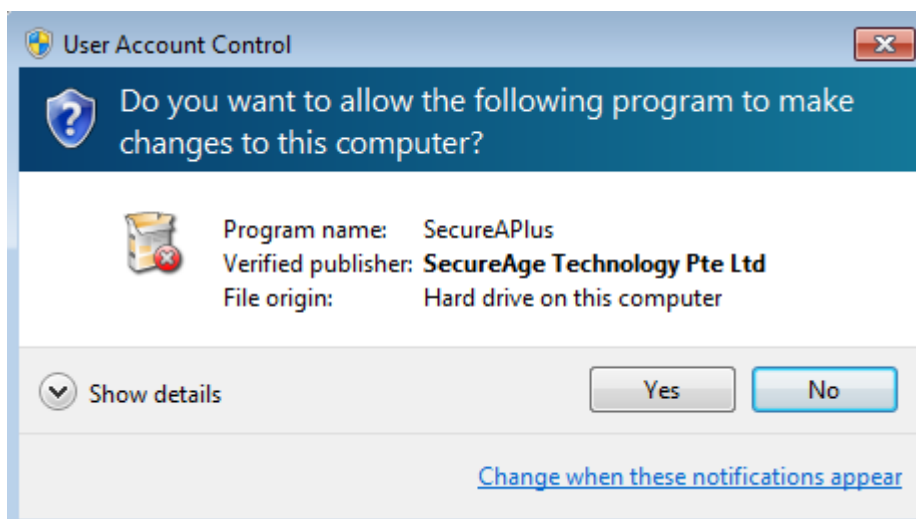 User Account Control
Do you want to allow the following program to make
changes to this computer?
Program name: SecureAPlus
Verified publisher: SecureAge Technology Pte Ltd
File origin: Hard drive on this computer
Show details
Yes
No
Change when these notifications appear